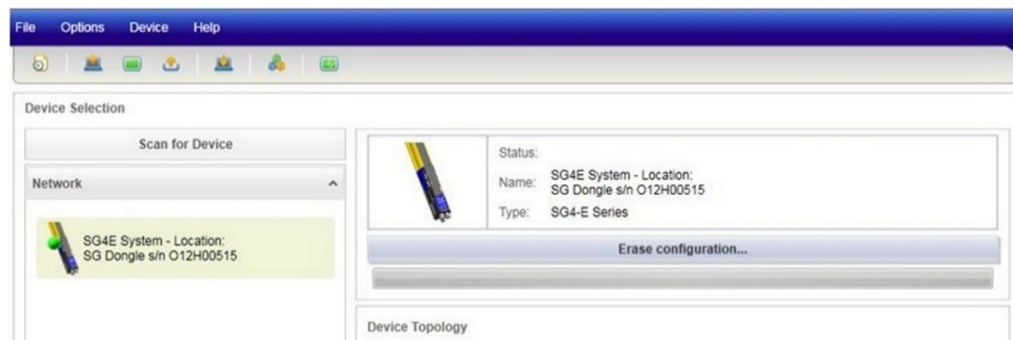 File Options Device Help
Device Selection
Scan for Device
Network
SG4E System - Location:
SG Dongle s/n O12H00515
Status:
Name: SG4E System - Location:
SG Dongle s/n O12H00515
Type: SG4-E Series
Erase configuration...
Device Topology